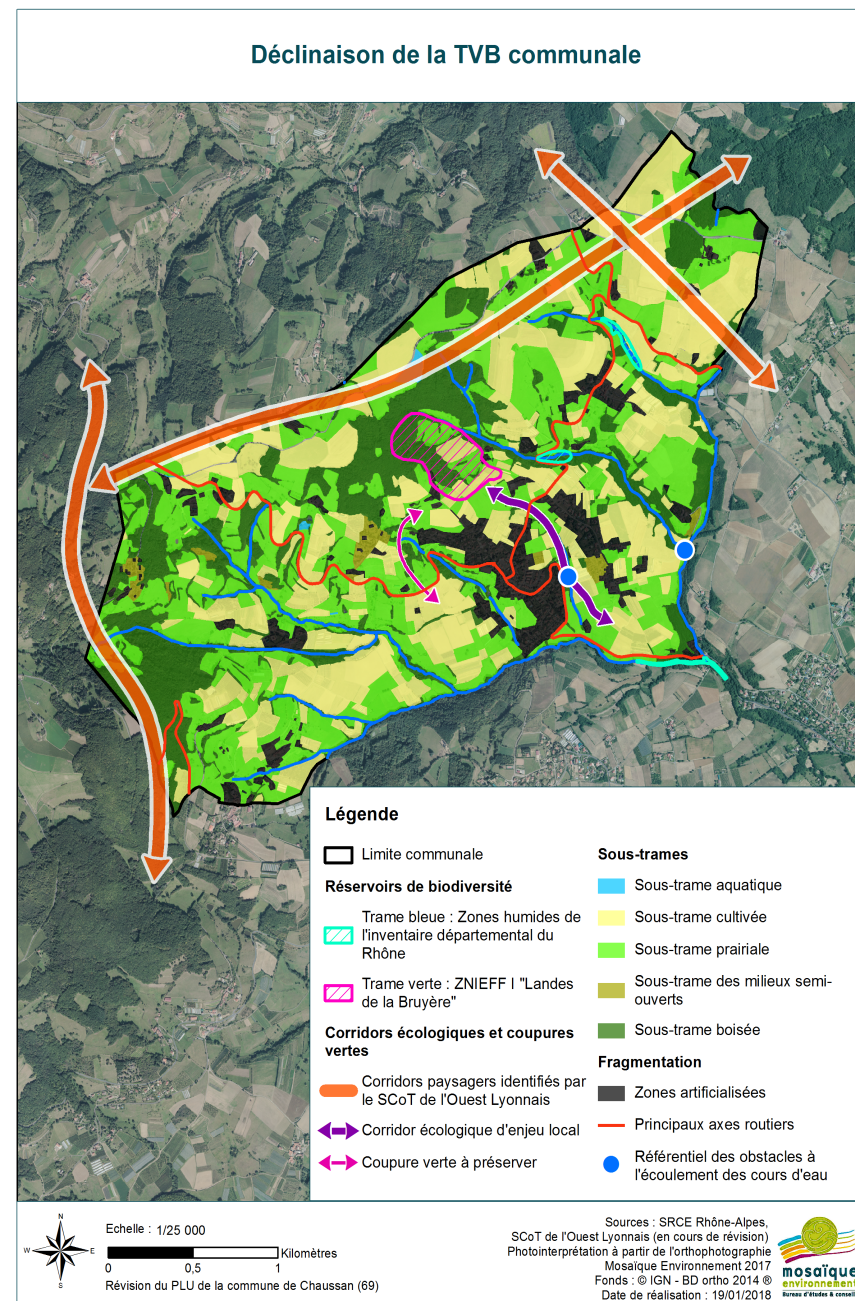 Déclinaison de la TVB communale
Légende
Limite communale
Réservoirs de biodiversité
Trame bleue : Zones humides de
l'inventaire départemental du
Rhône
Trame verte : ZNIEFF I "Landes
de la Bruyère"
Corridors écologiques et coupures
vertes
Corridors paysagers identifiés par
le SCoT de l'Ouest Lyonnais
Corridor écologique d'enjeu local
Coupure verte à préserver
Sous-trames
Sous-trame aquatique
Sous-trame cultivée
Sous-trame prairiale
Sous-trame des milieux semi-
ouverts
Sous-trame boisée
Fragmentation
Zones artificialisées
Principaux axes routiers
Référentiel des obstacles à
l'écoulement des cours d'eau
N
W
E
S
Echelle : 1/25 000
Kilomètres
0 0,5 1
Révision du PLU de la commune de Chaussan (69)
Sources : SRCE Rhône-Alpes,
SCoT de l'Ouest Lyonnais (en cours de révision)
Photointerprétation à partir de l'orthophotographie
Mosaique Environnement 2017
Fonds : © IGN - BD ortho 2014 ®
Date de réalisation : 19/01/2018
mosaïque
environnement
Bureau d'études & conseil